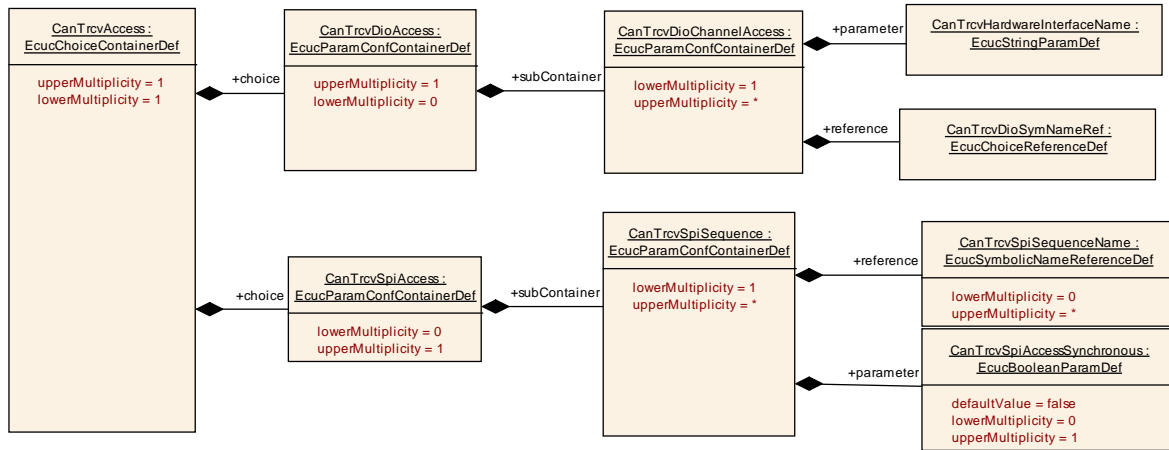 CanTrcvAccess :
EcucChoiceContainerDef
upperMultiplicity = 1
lowerMultiplicity = 1
+choice
CanTrcvDioAccess :
EcucParamConfContainerDef
upperMultiplicity = 1
lowerMultiplicity = 0
+subContainer
CanTrcvDioChannelAccess :
EcucParamConfContainerDef
lowerMultiplicity = 1
upperMultiplicity = *
+parameter
CanTrcvHardwareInterfaceName :
EcucStringParamDef
+reference
CanTrcvDioSymNameRef :
EcucChoiceReferenceDef
+choice
CanTrcvSpiAccess :
EcucParamConfContainerDef
lowerMultiplicity = 0
upperMultiplicity = 1
+subContainer
CanTrcvSpiSequence :
EcucParamConfContainerDef
lowerMultiplicity = 1
upperMultiplicity = *
+reference
CanTrcvSpiSequenceName :
EcucSymbolicNameReferenceDef
lowerMultiplicity = 0
upperMultiplicity = *
+parameter
CanTrcvSpiAccessSynchronous :
EcucBooleanParamDef
defaultValue = false
lowerMultiplicity = 0
upperMultiplicity = 1